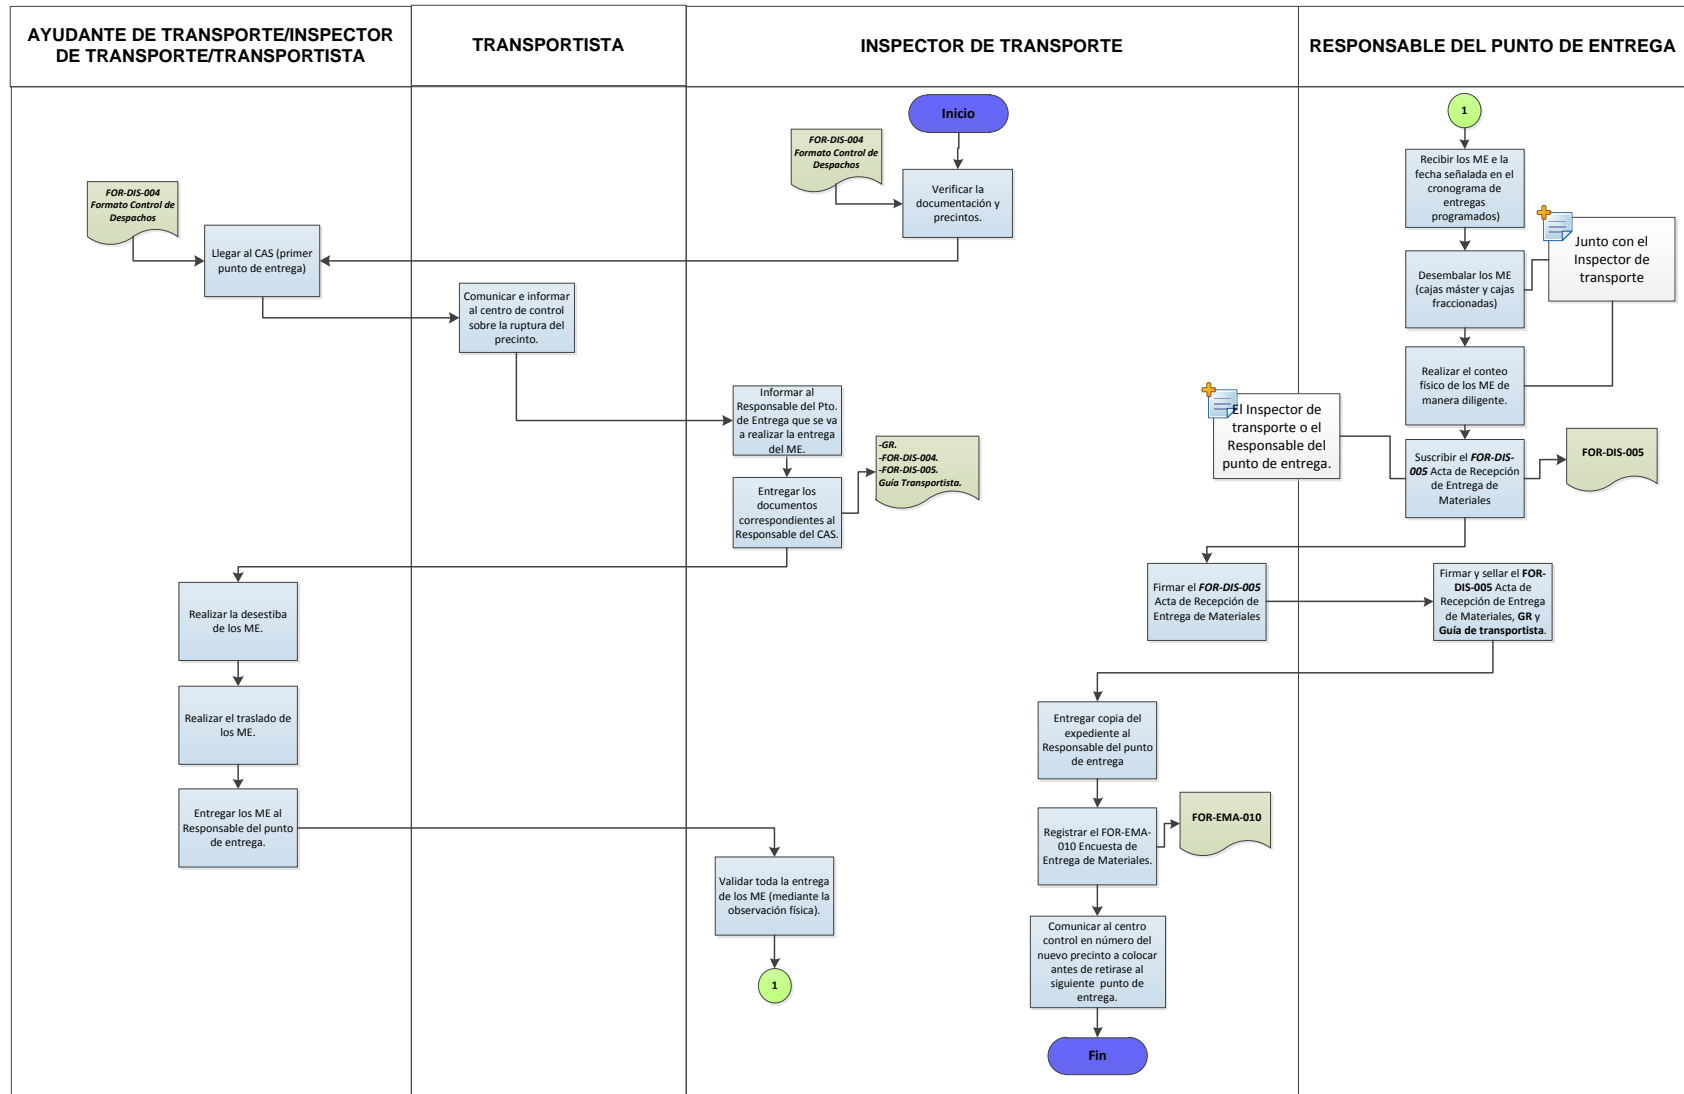 AYUDANTE DE TRANSPORTE/INSPECTOR
DE TRANSPORTE/TRANSPORTISTA
TRANSPORTISTA
INSPECTOR DE TRANSPORTE
RESPONSABLE DEL PUNTO DE ENTREGA
Inicio
FOR-DIS-004
Formato Control de
Despachos
Verificar la
documentación y
precintos.
FOR-DIS-004
Formato Control de
Despachos
Llegar al CAS (primer
punto de entrega)
Comunicar e informar
al centro de control
sobre la ruptura del
precinto.
Informar al
Responsable del Pto.
de Entrega que se va
a realizar la entrega
del ME.
Entregar los
documentos
correspondientes al
Responsable del CAS.
-GR.
-FOR-DIS-004.
-FOR-DIS-005.
Guía Transportista.
Realizar la desestiba
de los ME.
Realizar el traslado de
los ME.
Entregar los ME al
Responsable del punto
de entrega.
Validar toda la entrega
de los ME (mediante la
observación física).
1
1
Recibir los ME e la
fecha señalada en el
cronograma de
entregas
programados)
Desembalar los ME
(cajas máster y cajas
fraccionadas)
Junto con el
Inspector de
transporte
Realizar el conteo
físico de los ME de
manera diligente.
El Inspector de
transporte o el
Responsable del
punto de entrega.
Suscribir el FOR-DIS-
005 Acta de Recepción
de Entrega de
Materiales
FOR-DIS-005
Firmar el FOR-DIS-005
Acta de Recepción de
Entrega de Materiales
Firmar y sellar el FOR-
DIS-005 Acta de
Recepción de Entrega
de Materiales, GR y
Guía de transportista.
Entregar copia del
expediente al
Responsable del punto
de entrega
Registrar el FOR-EMA-
010 Encuesta de
Entrega de Materiales.
FOR-EMA-010
Comunicar al centro
control en número del
nuevo precinto a colocar
antes de retirase al
siguiente punto de
entrega.
Fin